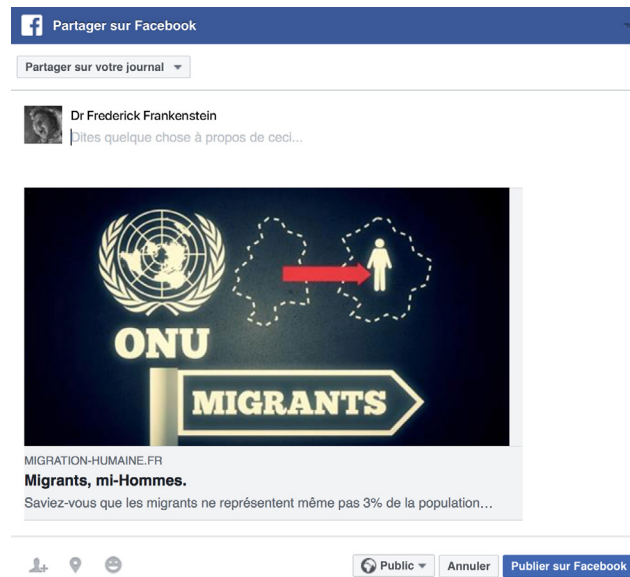 Partager sur Facebook
Partager sur votre journal
Dr Frederick Frankenstein
Dites quelque chose à propos de ceci...
ONU
MIGRANTS
MIGRATION-HUMAINE.FR
Migrants, mi-Hommes.
Saviez-vous que les migrants ne représentent même pas 3% de la population…
Public Annuler Publier sur Facebook